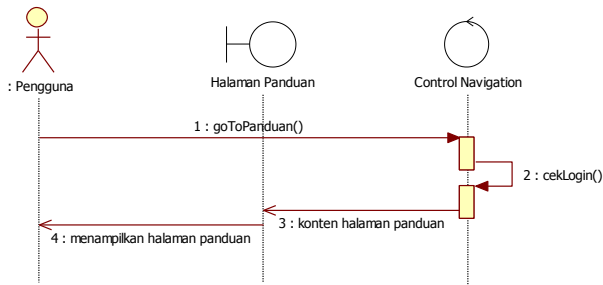 : Pengguna
Halaman Panduan
Control Navigation
1 : goToPanduan()
2 : cekLogin()
3 : konten halaman panduan
4 : menampilkan halaman panduan